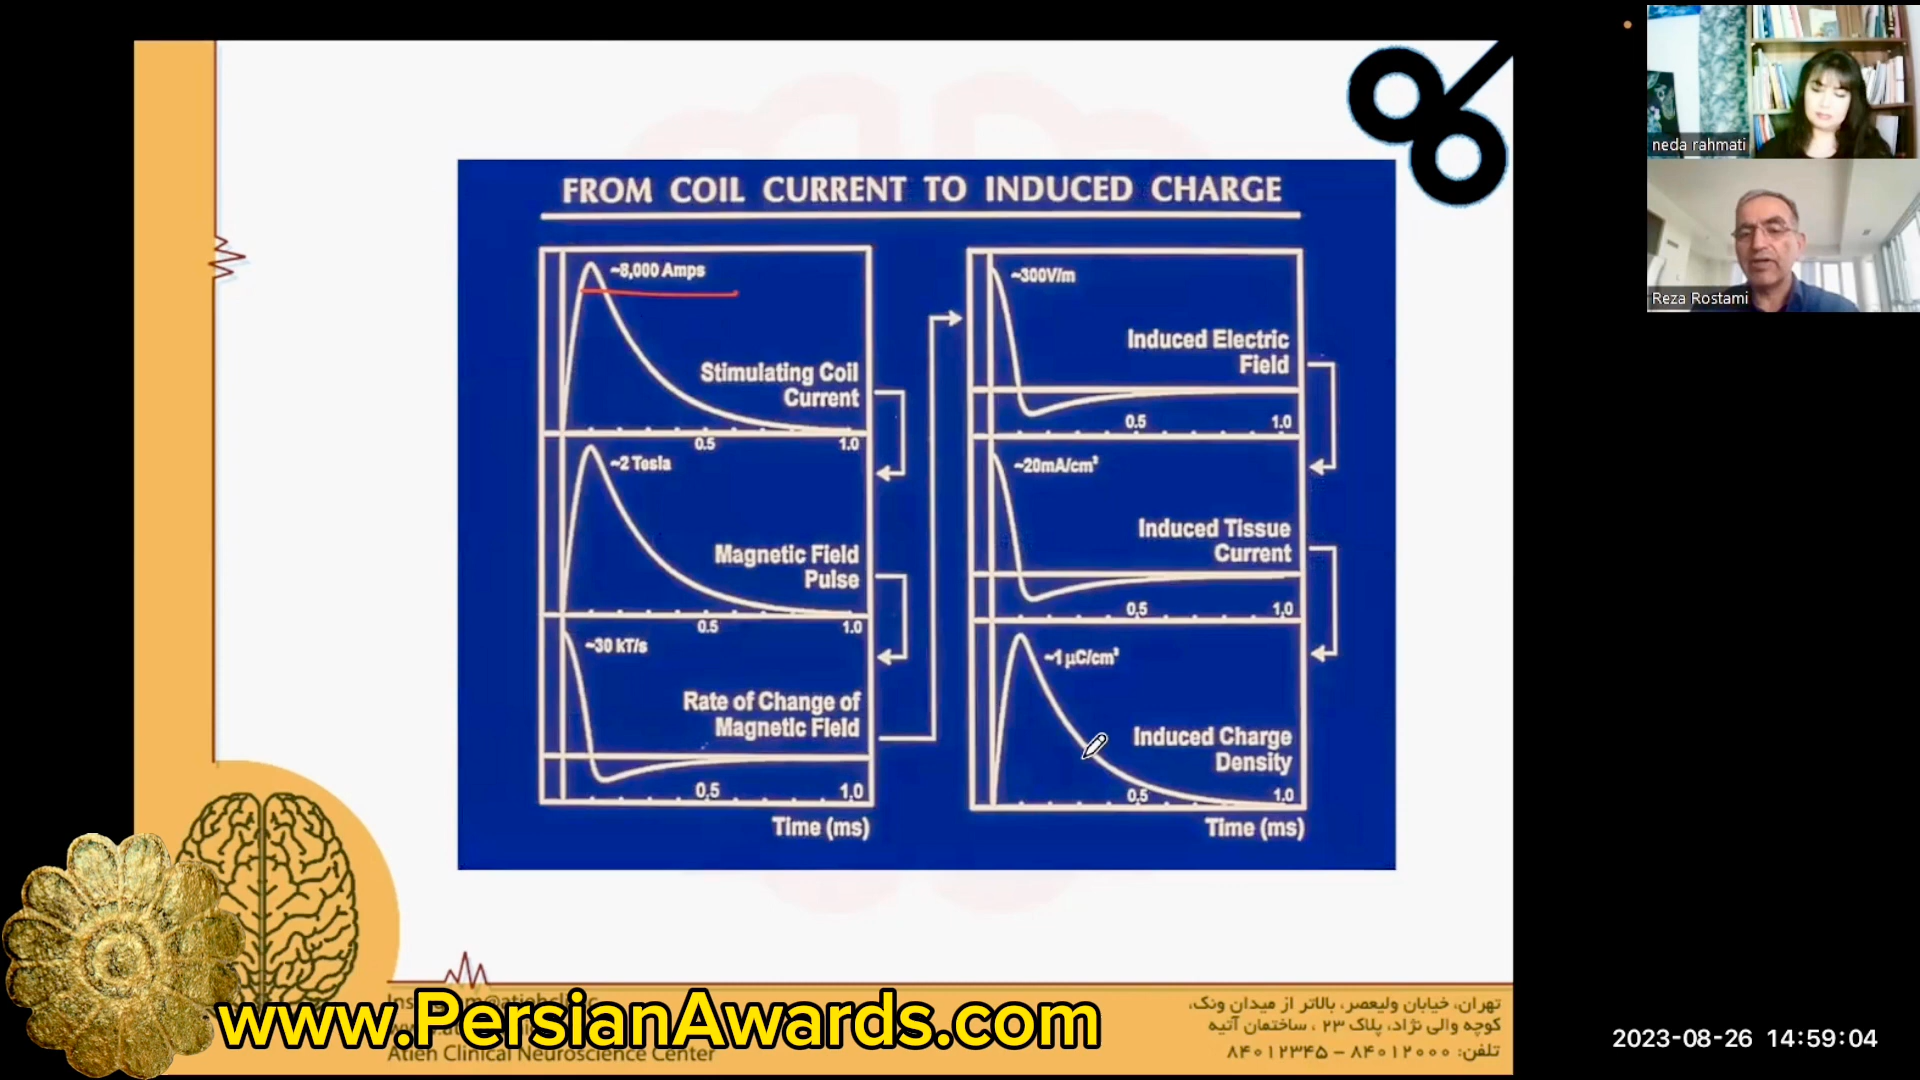 FROM COIL CURRENT TO INDUCED CHARGE
~8,000 Amps
Stimulating Coil
Current
0.5
1.0
~2 Tesla
Magnetic Field
Pulse
0.5
1.0
~30 kT/s
Rate of Change of
Magnetic Field
0.5
1.0
Time (ms)
~300V/m
Induced Electric
Field
0.5
1.0
~20mA/cm²
Induced Tissue
Current
0.5
1.0
~1 µC/cm³
Induced Charge
Density
0.5
1.0
Time (ms)
neda rahmati
Reza Rostami
www.PersianAwards.com
Atieh Clinical Neuroscience Center
تهران، خیابان ولیعصر، بالاتر از میدان ونک،
کوچه والی نژاد، پلاک ۲۳ ، ساختمان آتیه
تلفن: ۸۴۰۱۲۰۰۰ – ۸۴۰۱۲۳۴۵
2023-08-26 14:59:04